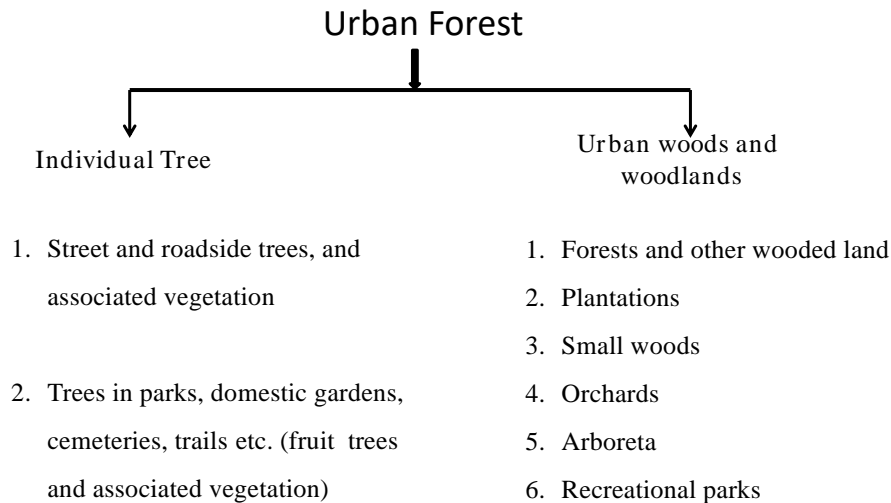 Urban Forest
Individual Tree
1. Street and roadside trees, and
associated vegetation
2. Trees in parks, domestic gardens,
cemeteries, trails etc. (fruit trees
and associated vegetation)
Urban woods and
woodlands
1. Forests and other wooded land
2. Plantations
3. Small woods
4. Orchards
5. Arboreta
6. Recreational parks